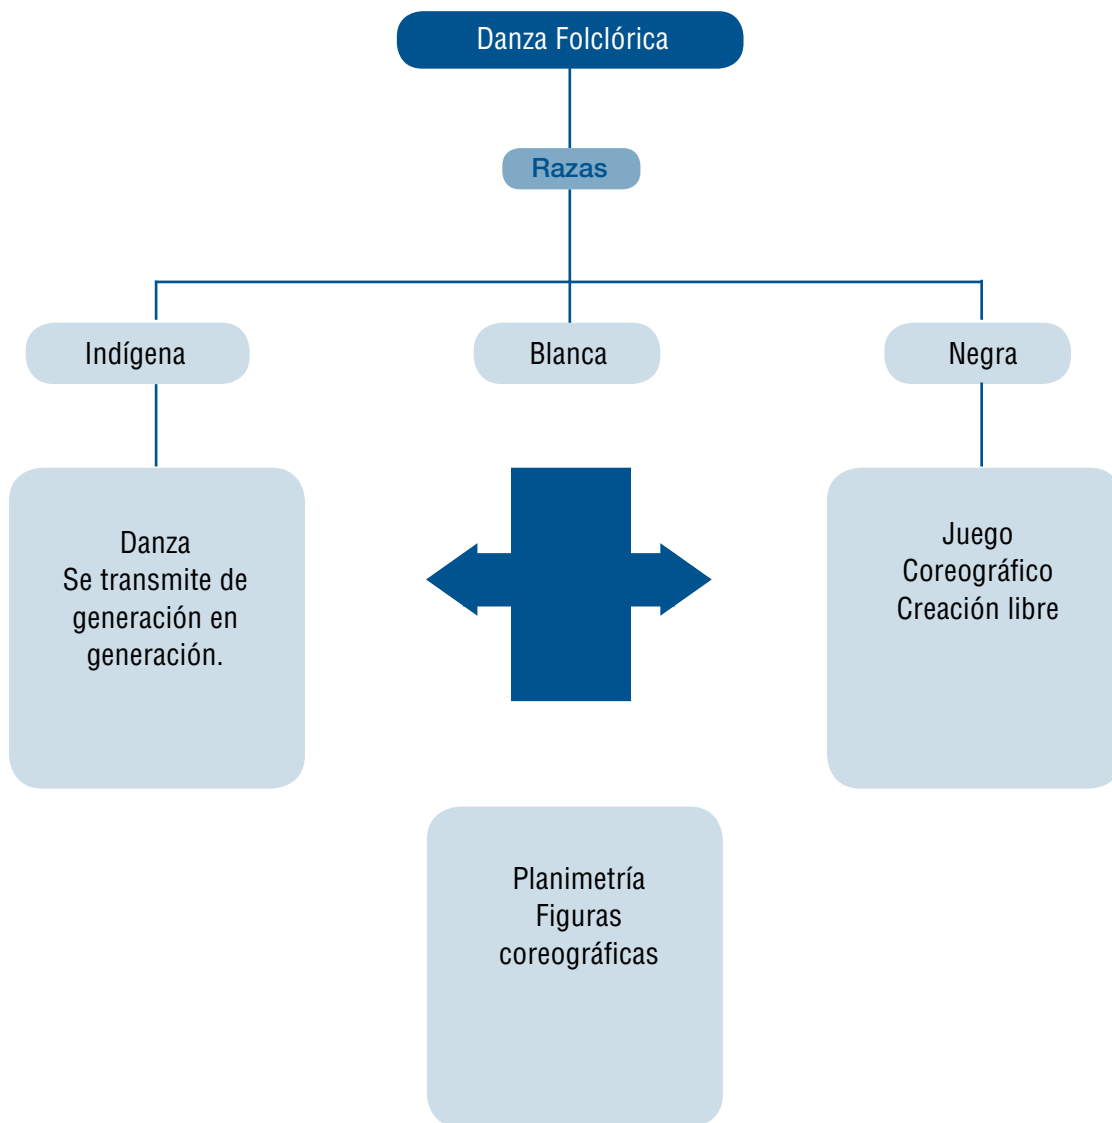 Danza Folclórica
Razas
Indígena
Blanca
Negra
Danza
Se transmite de
generación en
generación.
Juego
Coreográfico
Creación libre
Planimetría
Figuras
coreográficas